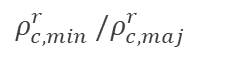 ρ^r_{c,min} / ρ^r_{c,maj}